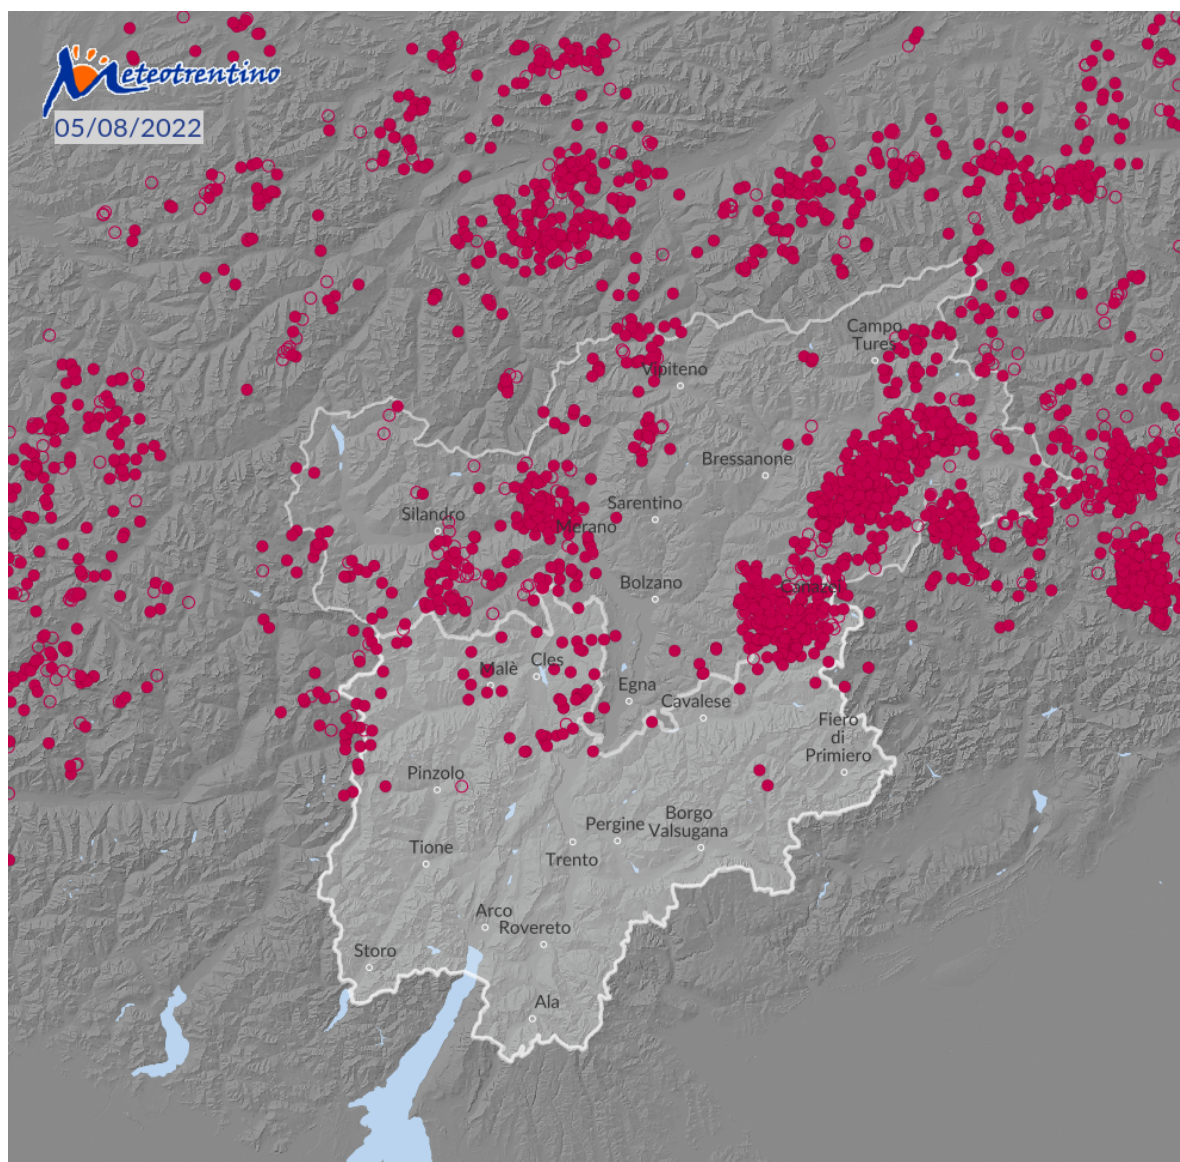 Meteotrentino
05/08/2022
Campo
Tures
Vipiteno
Bressanone
Silandro
Sarentino
Merano
Bolzano
Canazei
Malè
Cles
Egna
Cavalese
Fiero
di
Primiero
Pinzolo
Borgo
Valsugana
Pergine
Tione
Trento
Arco
Rovereto
Storo
Ala